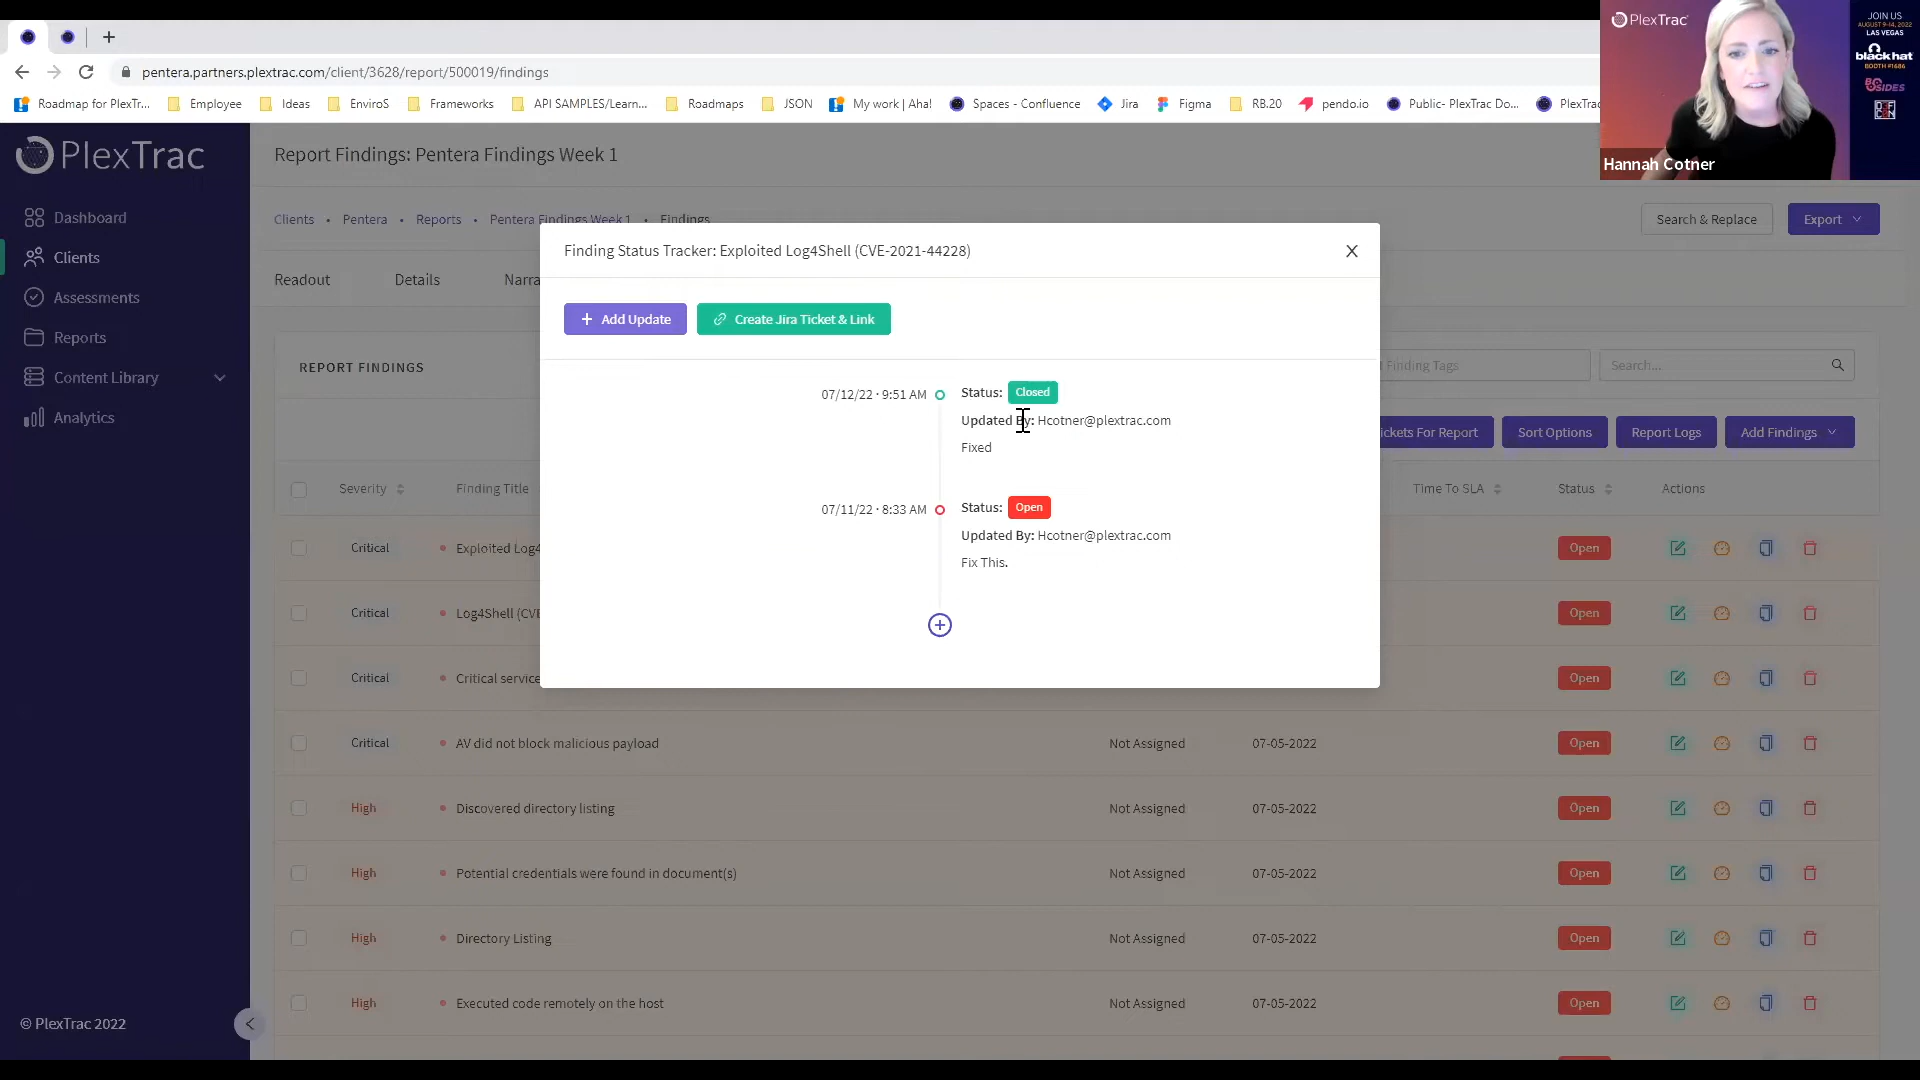 pentera.partners.plextrac.com/client/3628/report/500019/findings
Roadmap for PlexTr...
Employee
Ideas
EnviroS
Frameworks
API SAMPLES/Learn...
Roadmaps
JSON
My work | Aha!
Spaces - Confluence
Jira
Figma
RB.20
pendo.io
Public- PlexTrac Do...
PlexTrac
PlexTrac
JOIN US
AUGUST 9-14, 2022
LAS VEGAS
blackhat
BOOTH #1686
BSIDES
Hannah Cotner
PlexTrac
Report Findings: Pentera Findings Week 1
Dashboard
Clients
Assessments
Reports
Content Library
Analytics
© PlexTrac 2022
Clients • Pentera • Reports • Pentera Findings Week 1 • Findings
Search & Replace
Export
Readout
Details
Narra
Finding Status Tracker: Exploited Log4Shell (CVE-2021-44228)
X
+ Add Update
Create Jira Ticket & Link
07/12/22 · 9:51 AM
Status: Closed
Updated By: Hcotner@plextrac.com
Fixed
07/11/22 · 8:33 AM
Status: Open
Updated By: Hcotner@plextrac.com
Fix This.
REPORT FINDINGS
Finding Tags
Search...
ickets For Report
Sort Options
Report Logs
Add Findings
Severity
Finding Title
Time To SLA
Status
Actions
Critical Exploited Log4 Open
Critical Log4Shell (CVE Open
Critical Critical service Open
Critical AV did not block malicious payload Not Assigned 07-05-2022 Open
High Discovered directory listing Not Assigned 07-05-2022 Open
High Potential credentials were found in document(s) Not Assigned 07-05-2022 Open
High Directory Listing Not Assigned 07-05-2022 Open
High Executed code remotely on the host Not Assigned 07-05-2022 Open